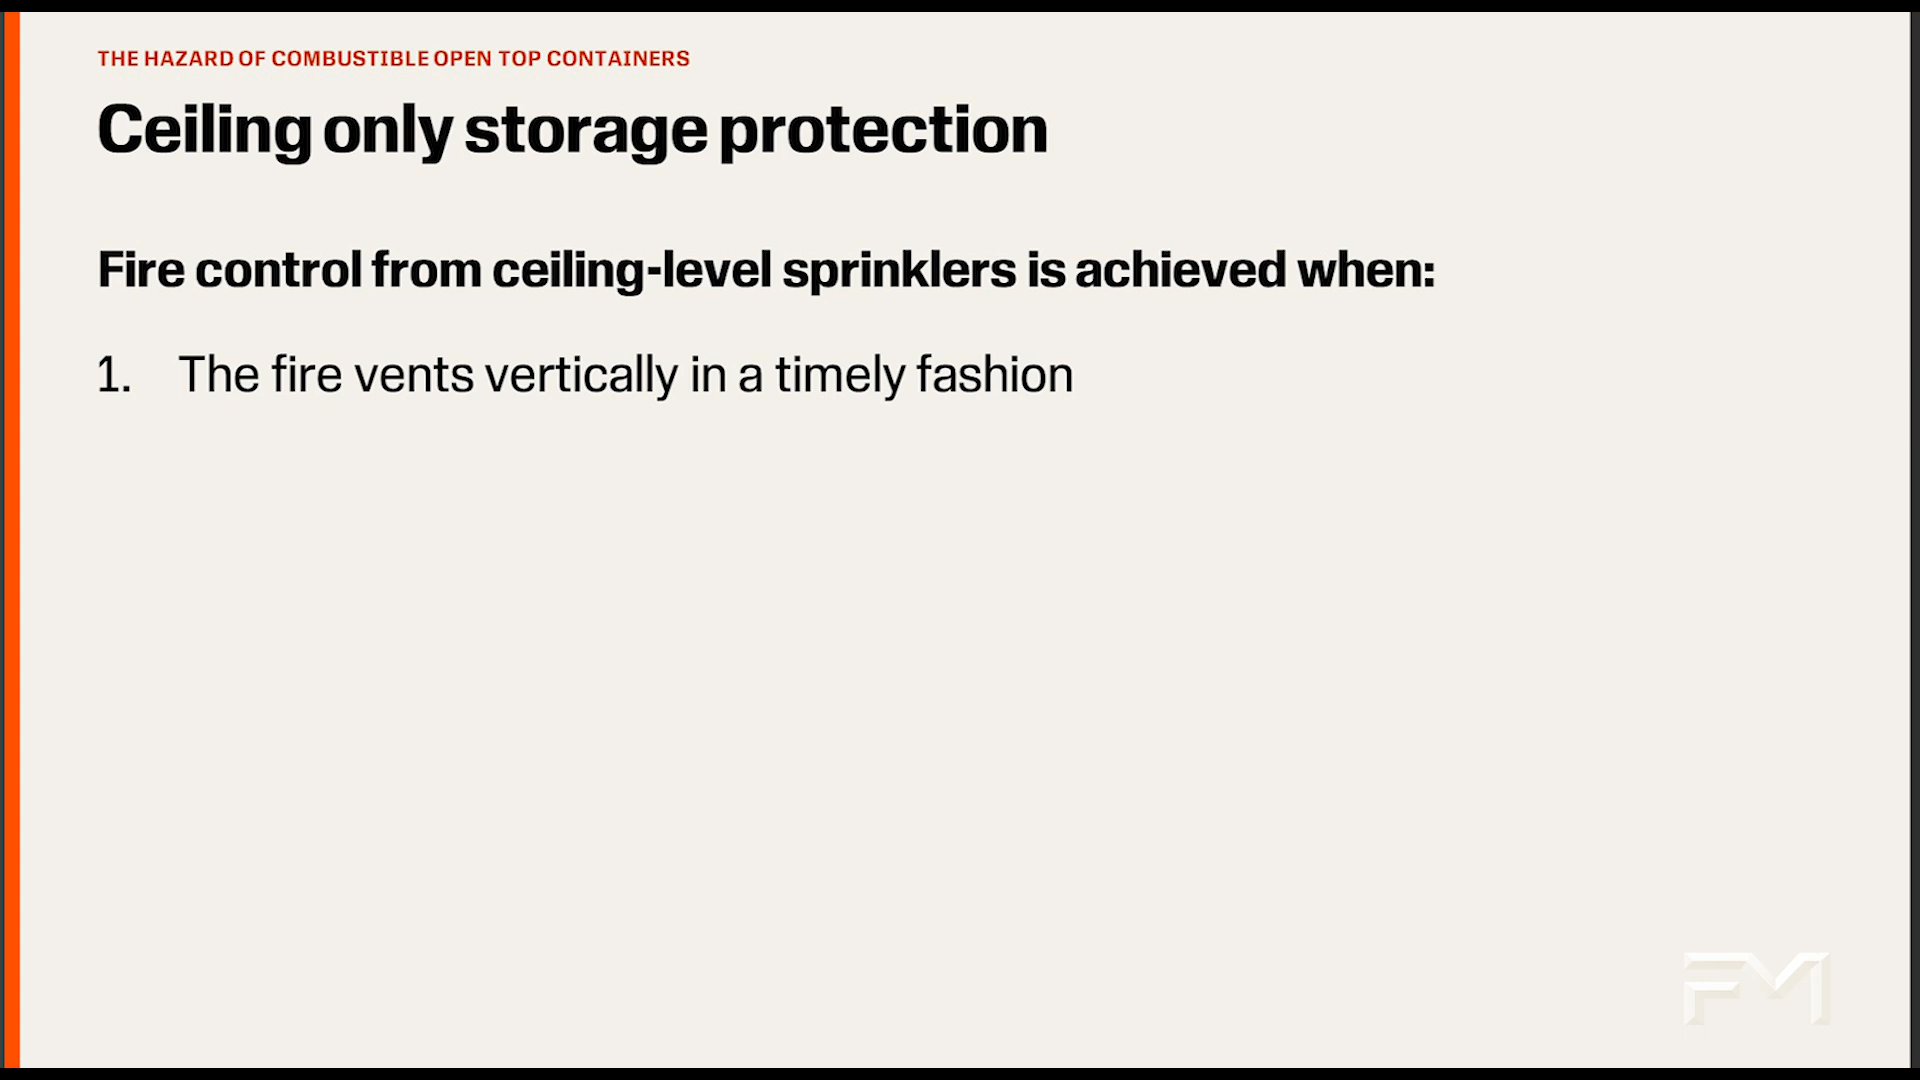 THE HAZARD OF COMBUSTIBLE OPEN TOP CONTAINERS
Ceiling only storage protection
Fire control from ceiling-level sprinklers is achieved when:
1. The fire vents vertically in a timely fashion
FM